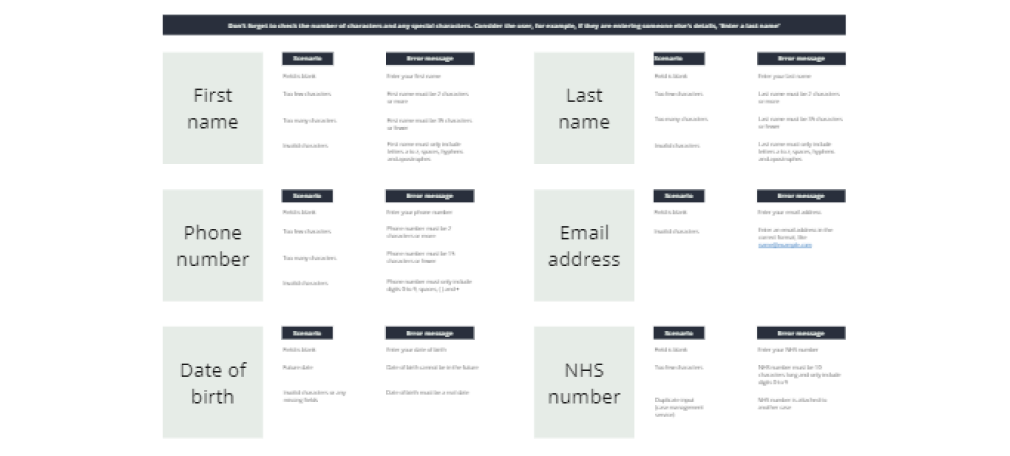 Don't forget to check the number of characters and any special characters. Consider the user, for example, if they are entering someone else's details, 'Enter a last name'
First
name
Scenario
Error message
Field is blank
Enter your first name
Too few characters
First name must be 2 characters
or more
Too many characters
First name must be 35 characters
or fewer
Invalid characters
First name must only include
letters a to z, spaces, hyphens
and apostrophes
Last
name
Scenario
Error message
Field is blank
Enter your last name
Too few characters
Last name must be 2 characters
or more
Too many characters
Last name must be 35 characters
or fewer
Invalid characters
Last name must only include
letters a to z, spaces, hyphens
and apostrophes
Phone
number
Scenario
Error message
Field is blank
Enter your phone number
Too few characters
Phone number must be
characters or more
Too many characters
Phone number must be
characters or fewer
Invalid characters
Phone number must only include
digits 0 to 9, spaces,
Email
address
Scenario
Error message
Field is blank
Enter your email address
Invalid characters
Enter an email address in the
correct format, like
name@example.com
Date of
birth
Scenario
Error message
Field is blank
Enter your date of birth
Future date
Date of birth cannot be in the future
Invalid characters or any
missing fields
Date of birth must be a real date
NHS
number
Scenario
Error message
Field is blank
Enter your NHS number
Too few characters
NHS number must be 10
characters long and only include
digits 0 to 9
Duplicate input
(case management
service)
NHS number is attached to
another case